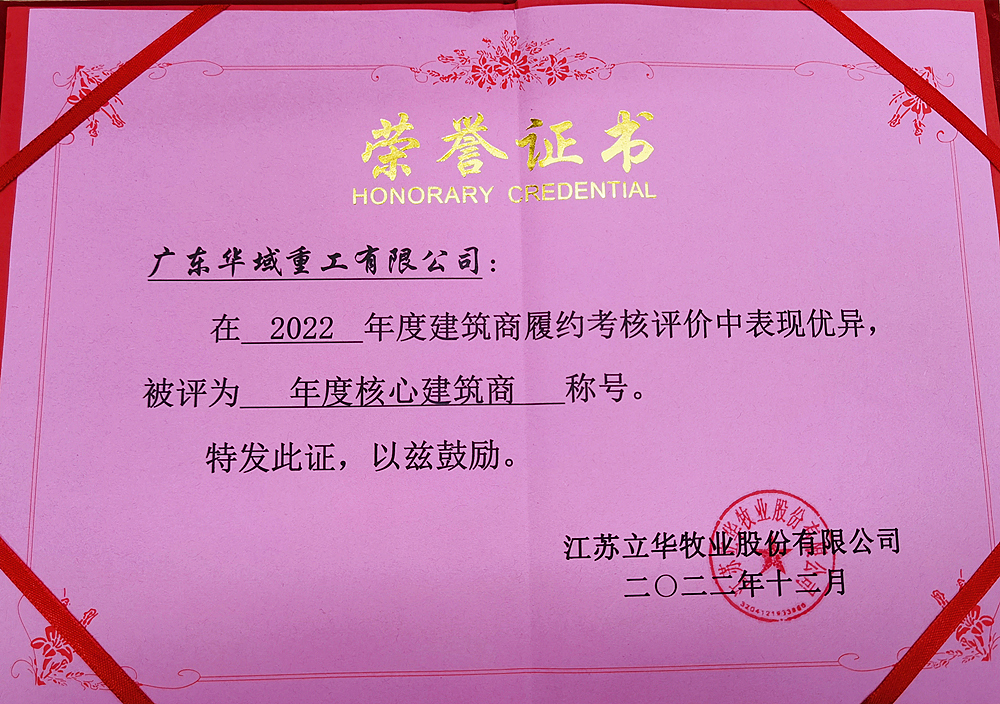 荣誉证书
HONORARY CREDENTIAL
广东华域重工有限公司：
在 2022 年度建筑商履约考核评价中表现优异，
被评为 年度核心建筑商 称号。
特发此证，以兹鼓励。
江苏立华牧业股份有限公司
二〇二二年十二月